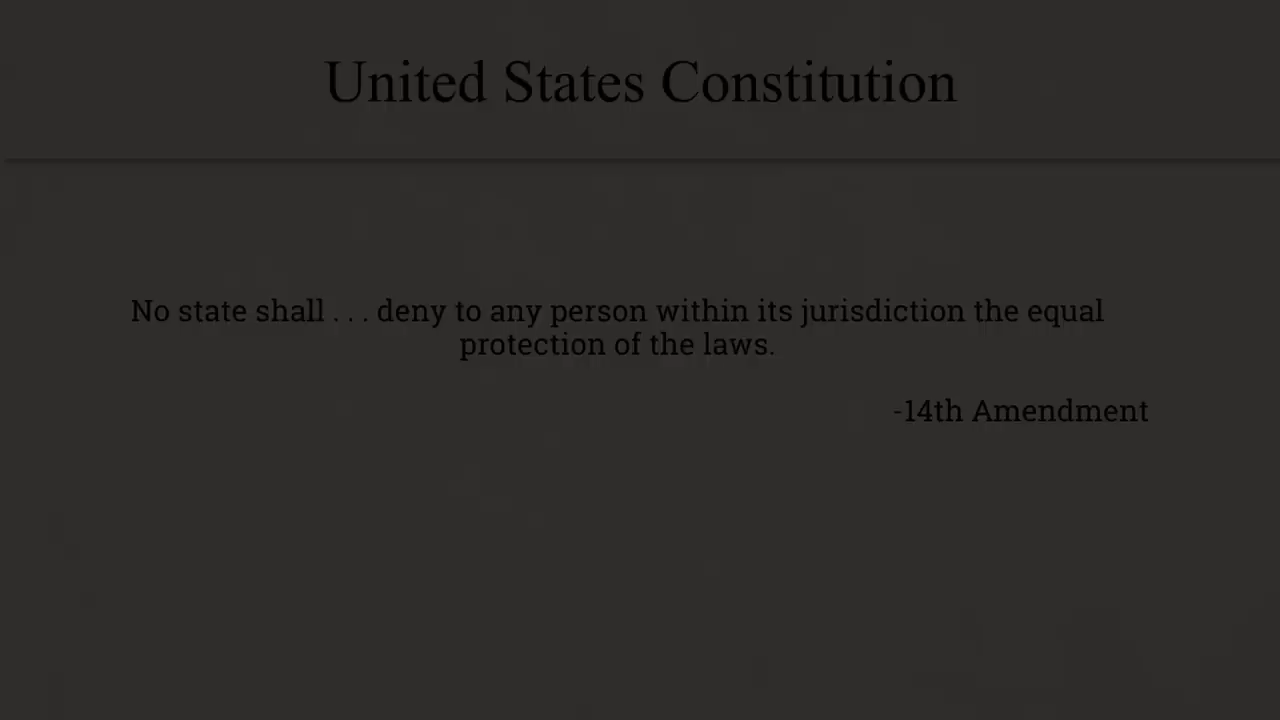 United States Constitution
No state shall . . . deny to any person within its jurisdiction the equal
protection of the laws.
-14th Amendment